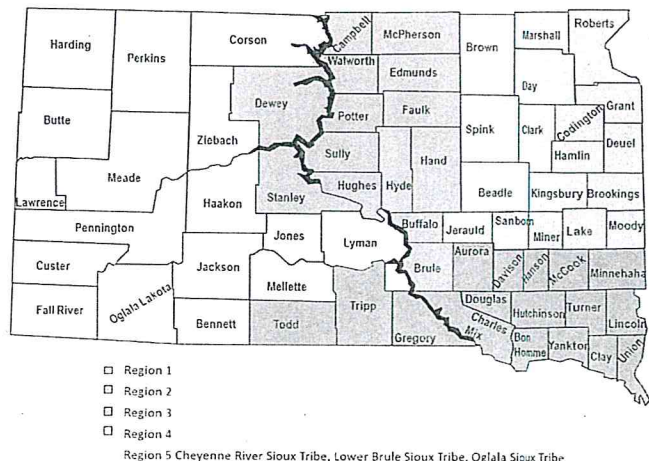 Harding
Perkins
Corson
Campbell
McPherson
Brown
Marshall
Roberts
Walworth
Edmunds
Day
Dewey
Butte
Potter
Faulk
Grant
Codington
Ziebach
Spink
Clark
Deuel
Meade
Sully
Hand
Hamlin
Hughes
Hyde
Lawrence
Haakon
Stanley
Beadle
Kingsbury
Brookings
Pennington
Buffalo
Jerauld
Sanborn
Miner
Lake
Moody
Jones
Lyman
Custer
Jackson
Brule
Aurora
Davison
Hanson
McCook
Minnehaha
Oglala Lakota
Mellette
Fall River
Tripp
Douglas
Hutchinson
Turner
Lincoln
Bennett
Todd
Gregory
Charles
Mix
Bon
Homme
Yankton
Clay
Union
Region 1
Region 2
Region 3
Region 4
Region 5 Cheyenne River Sioux Tribe, Lower Brule Sioux Tribe, Oglala Sioux Tribe